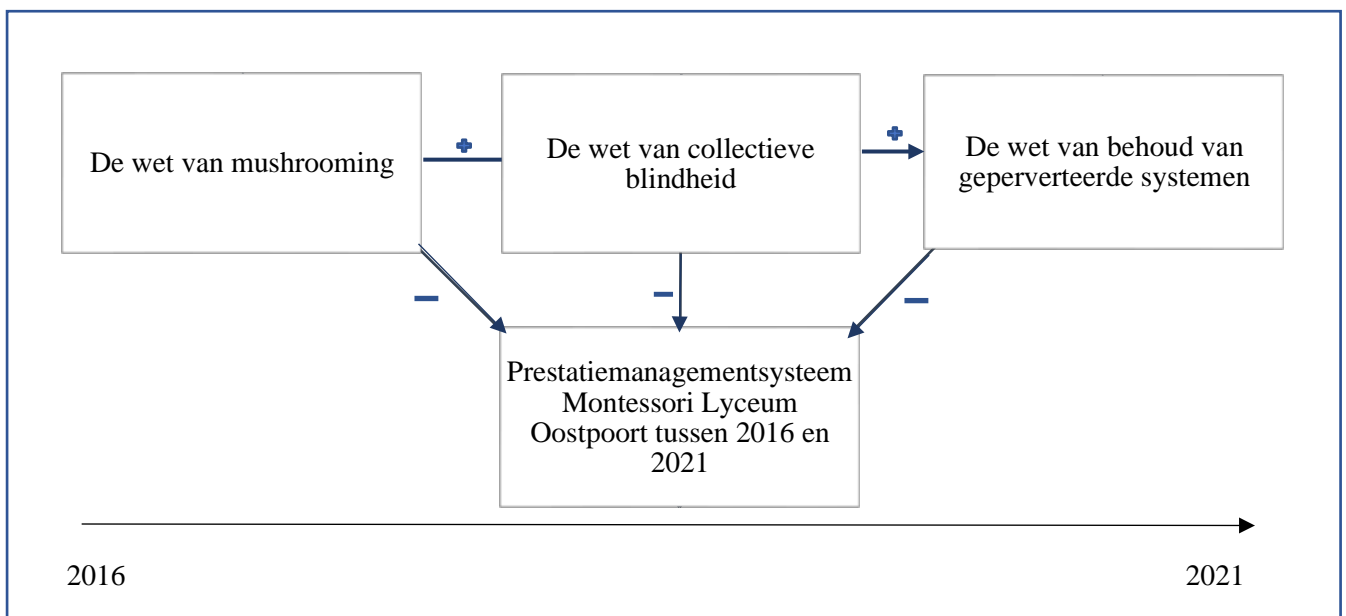 De wet van mushrooming
De wet van collectieve
blindheid
De wet van behoud van
geperverteerde systemen
Prestatiemanagementsysteem
Montessori Lyceum
Oostpoort tussen 2016 en
2021
2016
2021